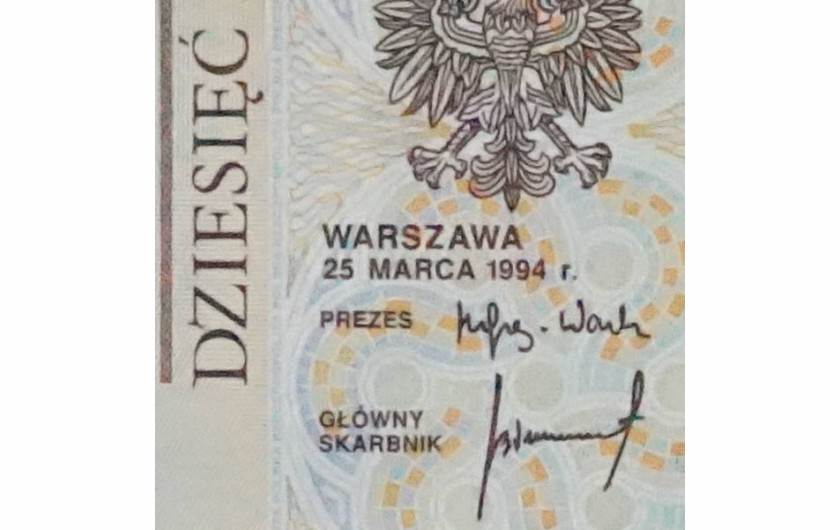 DZIESIĘĆ
WARSZAWA
25 MARCA 1994 r.
PREZES
GŁÓWNY
SKARBNIK